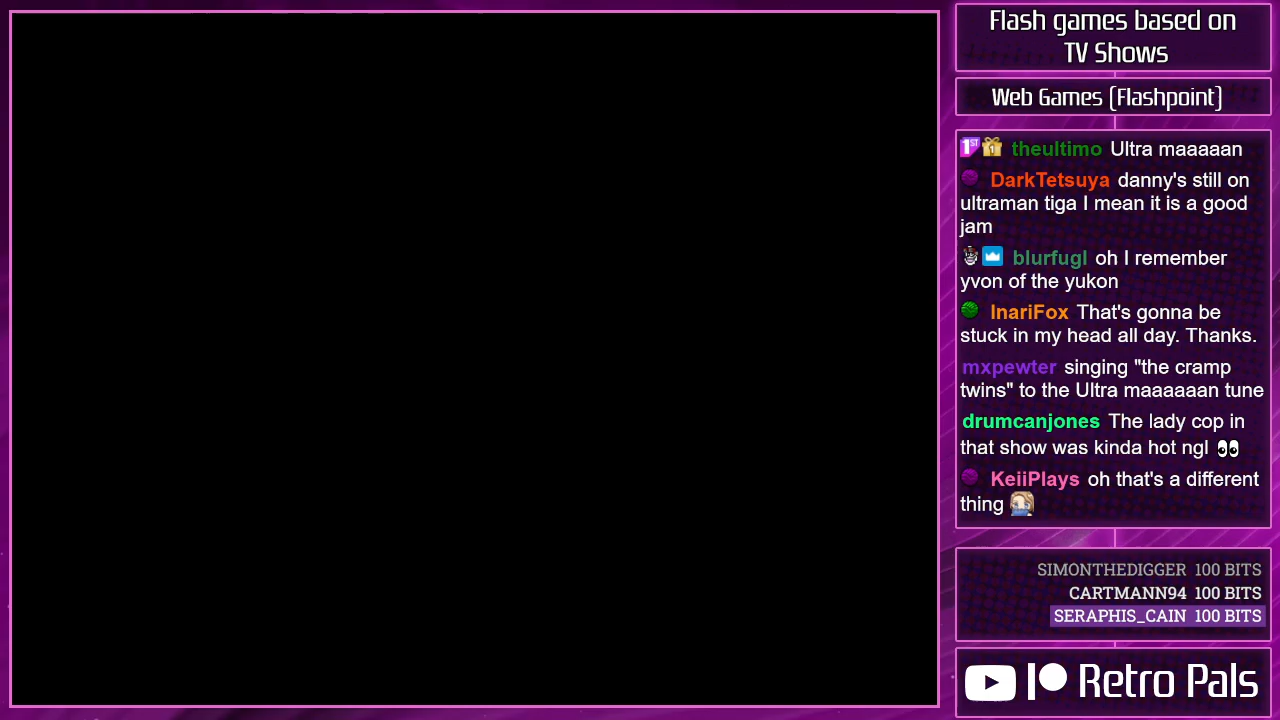 Flash games based on
TV Shows
Web Games (Flashpoint)
1ST 1 theultimo Ultra maaaaan
DarkTetsuya danny's still on
ultraman tiga I mean it is a good
jam
blurfugl oh I remember
yvon of the yukon
InariFox That's gonna be
stuck in my head all day. Thanks.
mxpewter singing "the cramp
twins" to the Ultra maaaaaan tune
drumcanjones The lady cop in
that show was kinda hot ngl 👀
KeiiPlays oh that's a different
thing
SIMONTHEDIGGER 100 BITS
CARTMANN94 100 BITS
SERAPHIS_CAIN 100 BITS
Retro Pals